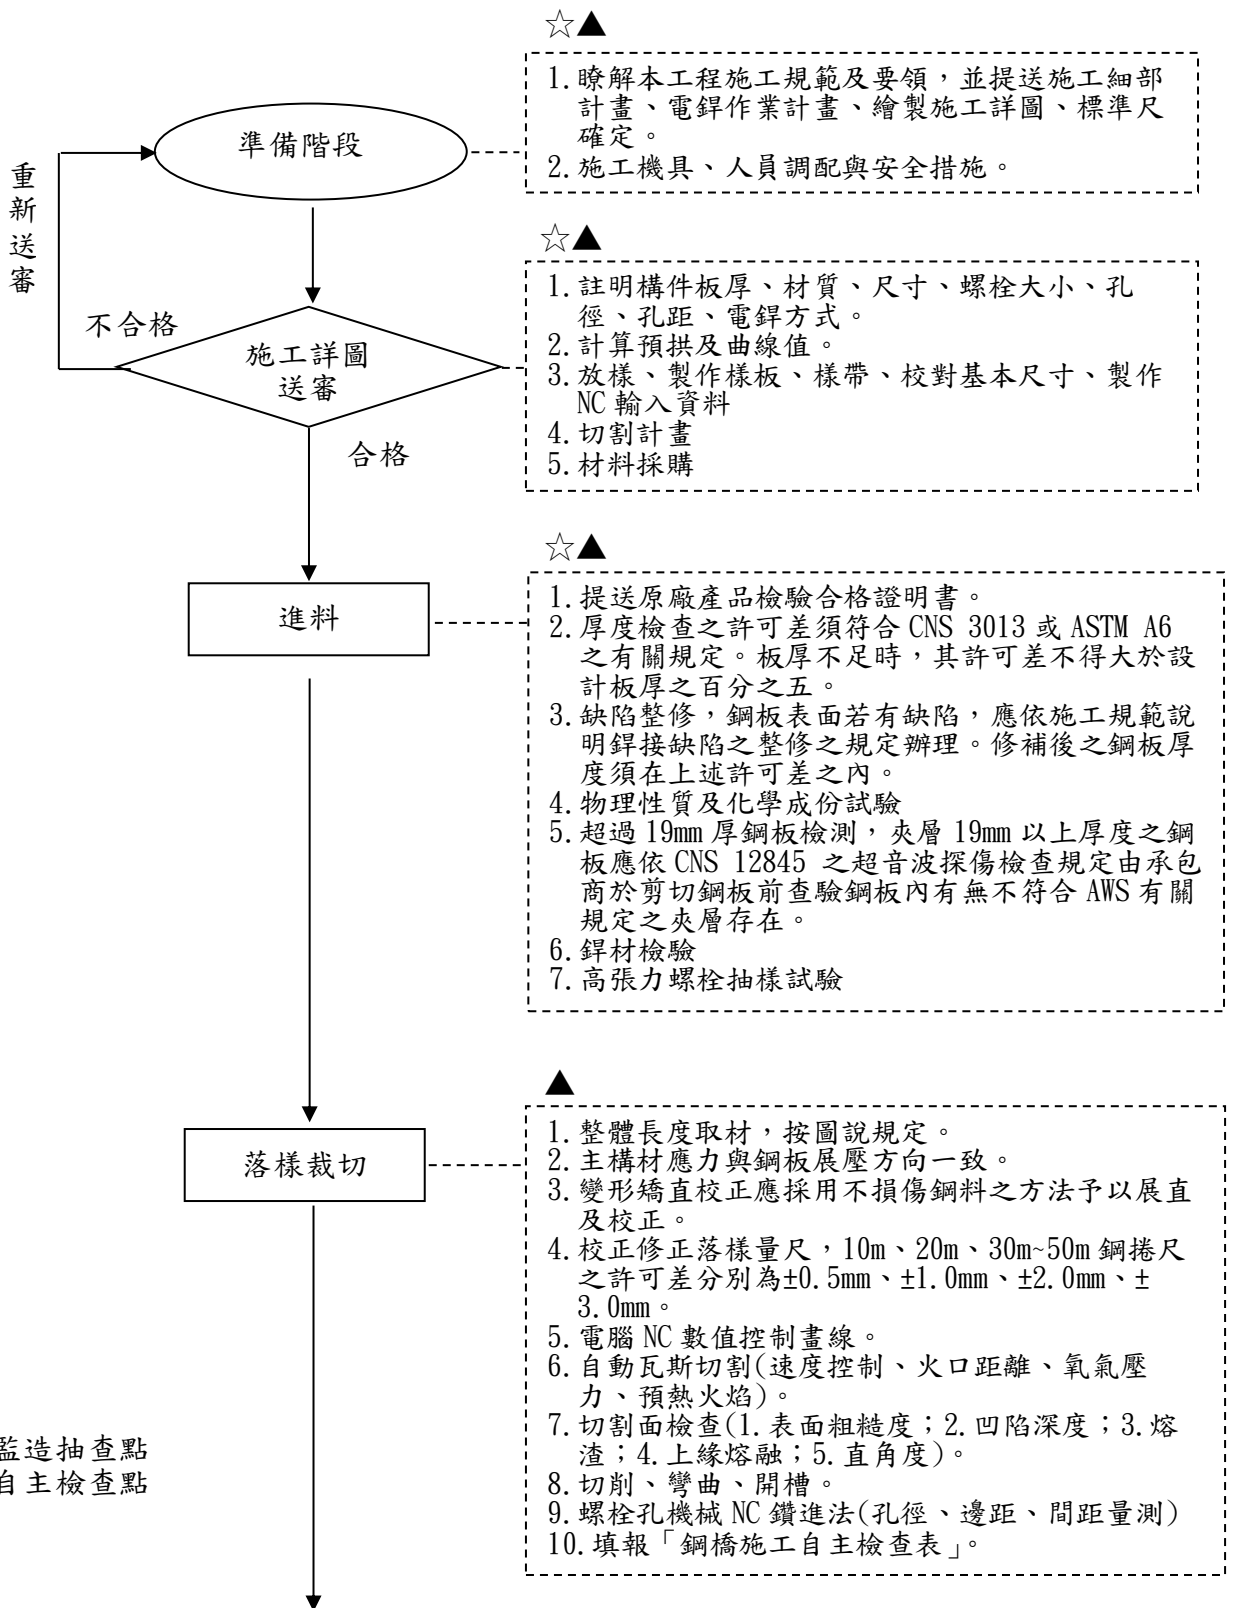 ☆▲
1.瞭解本工程施工規範及要領，並提送施工細部
計畫、電銲作業計畫、繪製施工詳圖、標準尺
確定。
2.施工機具、人員調配與安全措施。
準備階段
重
新
送
審
☆▲
1.註明構件板厚、材質、尺寸、螺栓大小、孔
徑、孔距、電銲方式。
2.計算預拱及曲線值。
3.放樣、製作樣板、樣帶、校對基本尺寸、製作
NC 輸入資料
4.切割計畫
5.材料採購
不合格
施工詳圖
送審
合格
☆▲
1.提送原廠產品檢驗合格證明書。
2.厚度檢查之許可差須符合 CNS 3013 或 ASTM A6
之有關規定。板厚不足時，其許可差不得大於設
計板厚之百分之五。
3.缺陷整修，鋼板表面若有缺陷，應依施工規範說
明銲接缺陷之整修之規定辦理。修補後之鋼板厚
度須在上述許可差之內。
4.物理性質及化學成份試驗
5.超過 19mm 厚鋼板檢測，夾層 19mm 以上厚度之鋼
板應依 CNS 12845 之超音波探傷檢查規定由承包
商於剪切鋼板前查驗鋼板內有無不符合 AWS 有關
規定之夾層存在。
6.銲材檢驗
7.高張力螺栓抽樣試驗
進料
▲
1.整體長度取材，按圖說規定。
2.主構材應力與鋼板展壓方向一致。
3.變形矯直校正應採用不損傷鋼料之方法予以展直
及校正。
4.校正修正落樣量尺，10m、20m、30m~50m 鋼捲尺
之許可差分別為±0.5mm、±1.0mm、±2.0mm、±
3.0mm。
5.電腦 NC 數值控制畫線。
6.自動瓦斯切割(速度控制、火口距離、氧氣壓
力、預熱火焰)。
7.切割面檢查(1.表面粗糙度；2.凹陷深度；3.熔
渣；4.上緣熔融；5.直角度)。
8.切削、彎曲、開槽。
9.螺栓孔機械 NC 鑽進法(孔徑、邊距、間距量測)
10.填報「鋼橋施工自主檢查表」。
落樣裁切
監造抽查點
自主檢查點